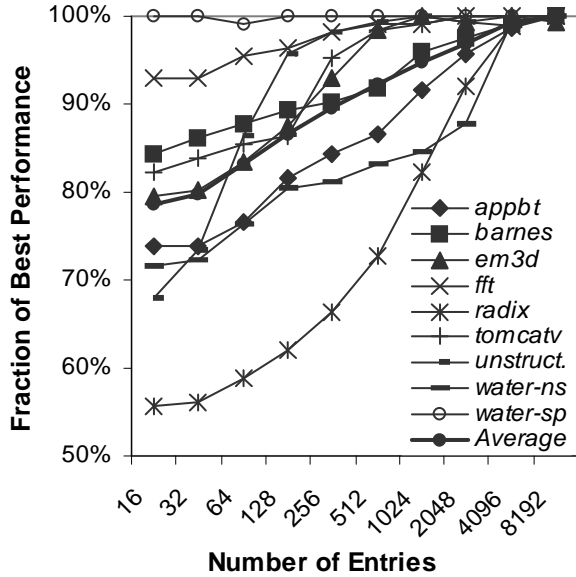 Fraction of Best Performance
100%
90%
80%
70%
60%
50%
appbt
barnes
em3d
fft
radix
tomcatv
unstruct.
water-ns
water-sp
Average
16
32
64
128
256
512
1024
2048
4096
8192
Number of Entries